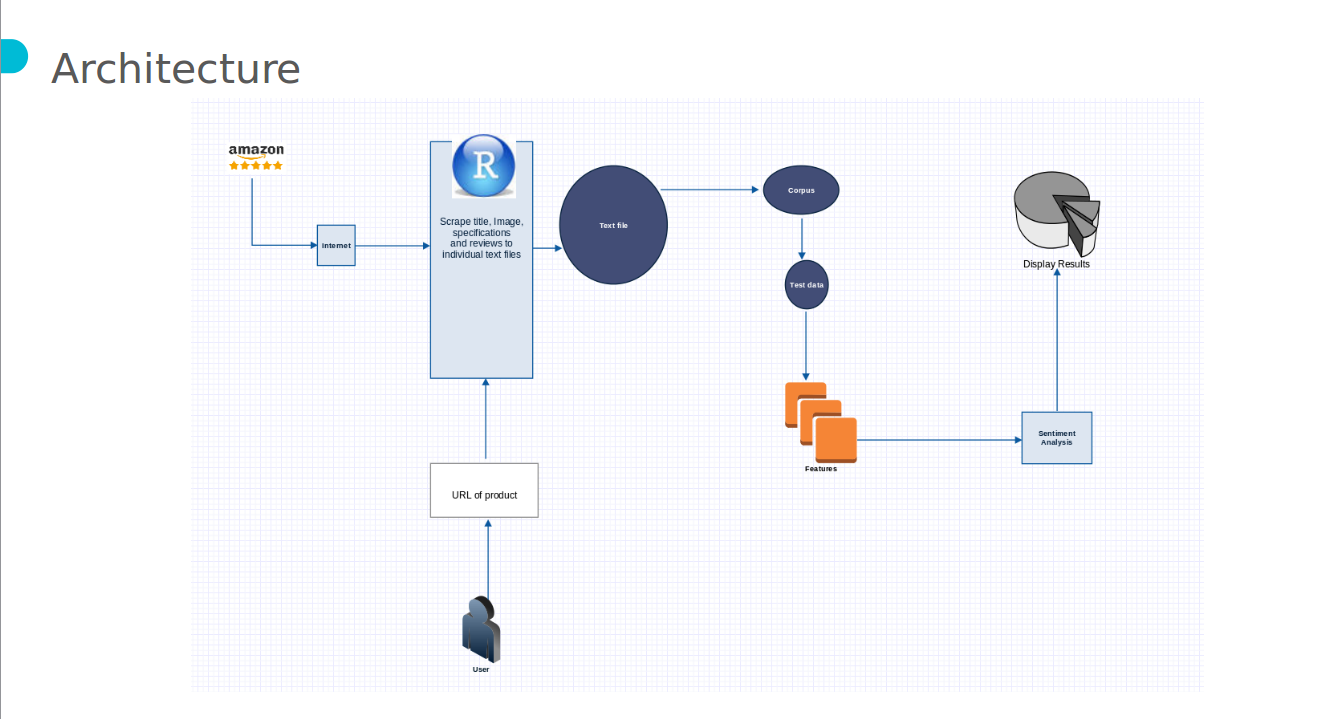 Architecture
amazon
R
Scrape title, Image,
specifications
and reviews to
individual text files
Internet
Text file
Corpus
Test data
Features
Sentiment
Analysis
Display Results
URL of product
User